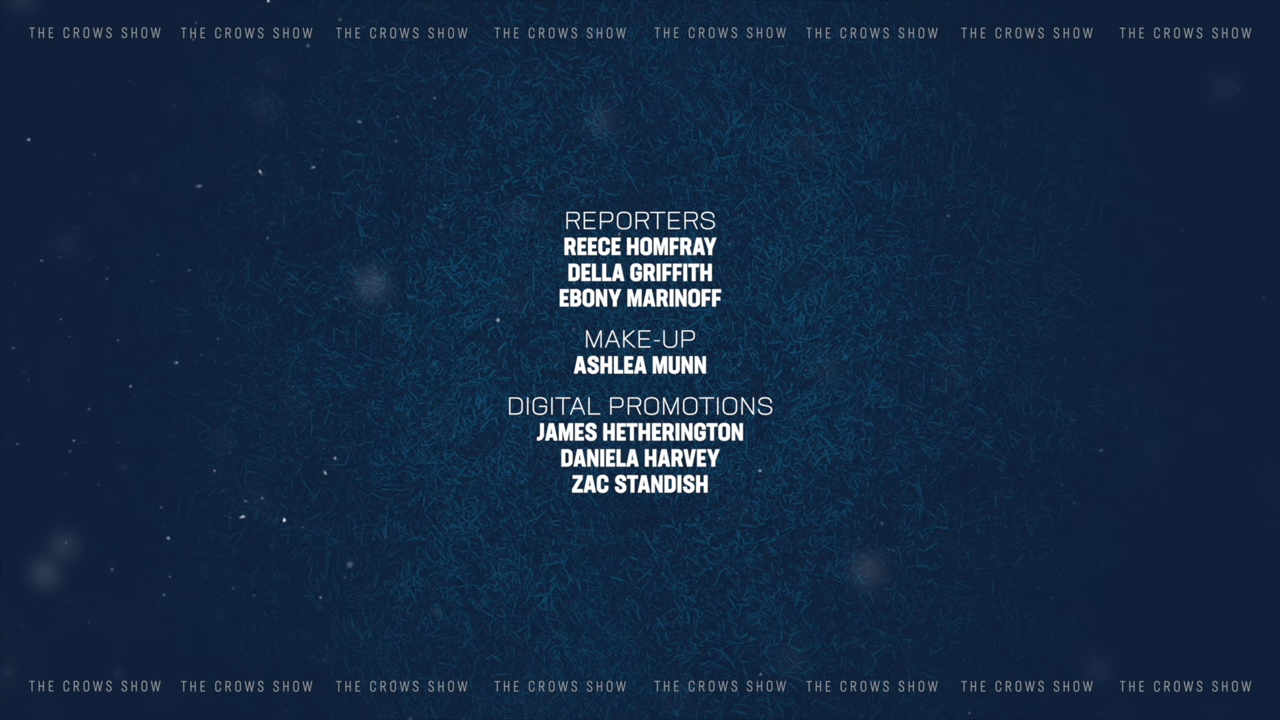 THE CROWS SHOW THE CROWS SHOW THE CROWS SHOW THE CROWS SHOW THE CROWS SHOW THE CROWS SHOW THE CROWS SHOW THE CROWS SHOW
REPORTERS
REECE HOMFRAY
DELLA GRIFFITH
EBONY MARINOFF
MAKE-UP
ASHLEA MUNN
DIGITAL PROMOTIONS
JAMES HETHERINGTON
DANIELA HARVEY
ZAC STANDISH
THE CROWS SHOW THE CROWS SHOW THE CROWS SHOW THE CROWS SHOW THE CROWS SHOW THE CROWS SHOW THE CROWS SHOW THE CROWS SHOW